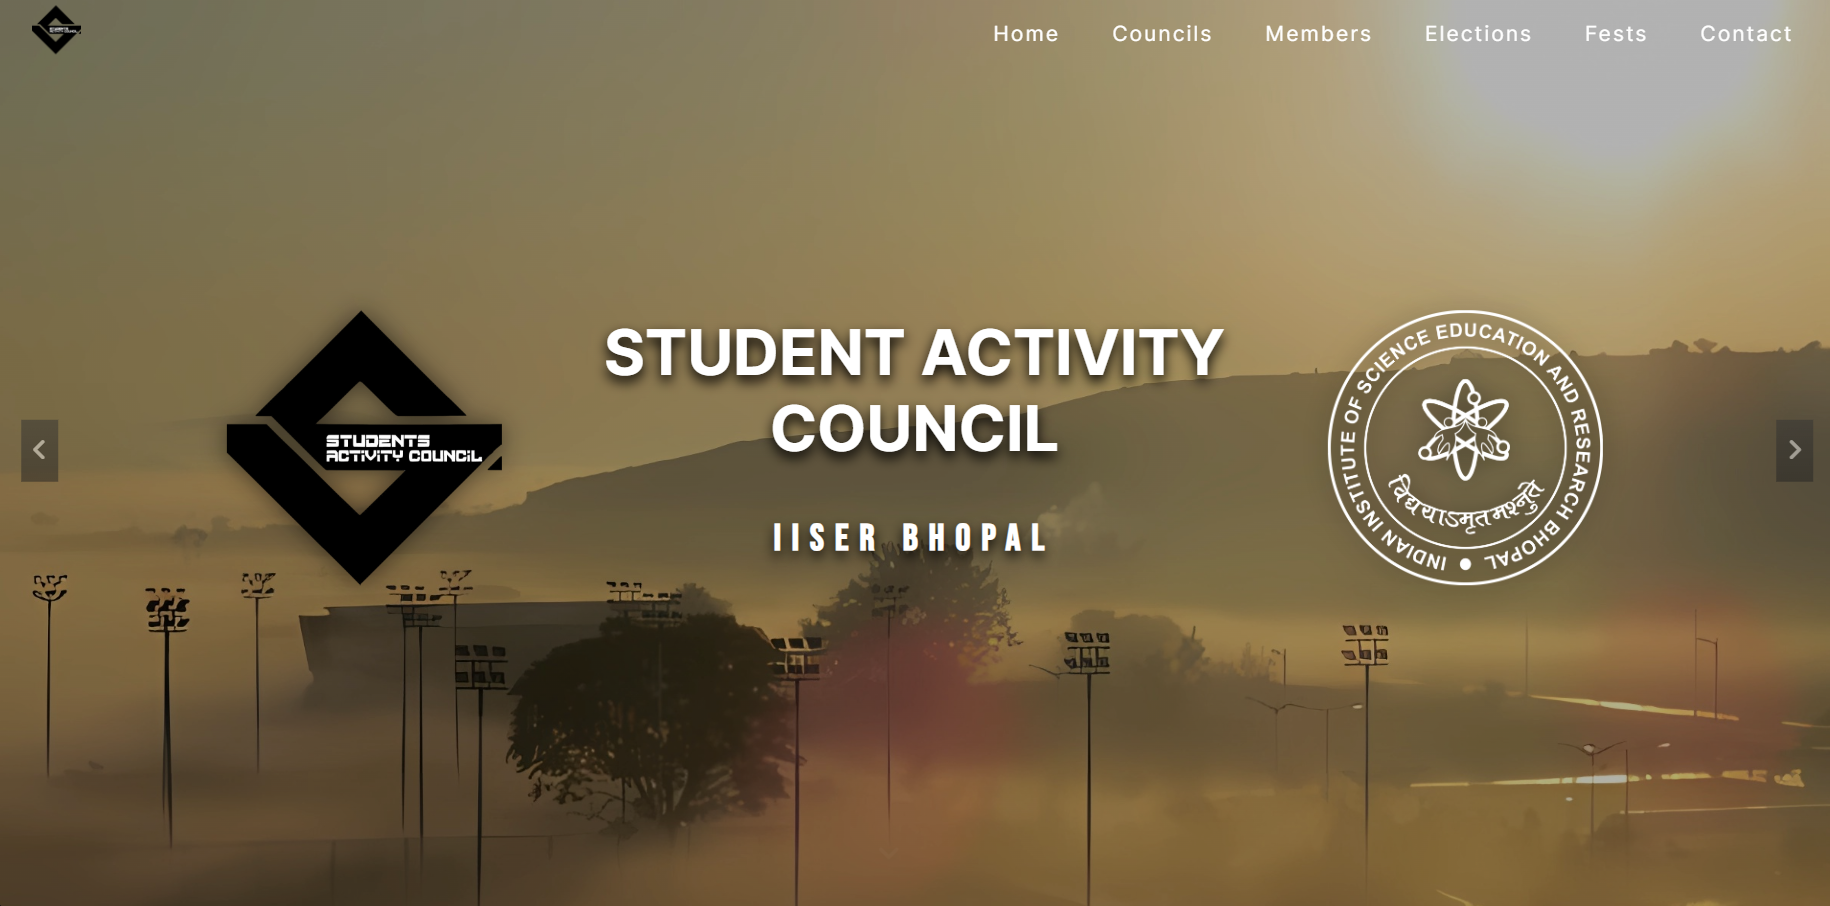 Home Councils Members Elections Fests Contact
STUDENT ACTIVITY
COUNCIL
STUDENTS
ACTIVITY COUNCIL
IISER BHOPAL
INDIAN INSTITUTE OF SCIENCE EDUCATION AND RESEARCH BHOPAL
विद्ययाऽमृतमश्नुते